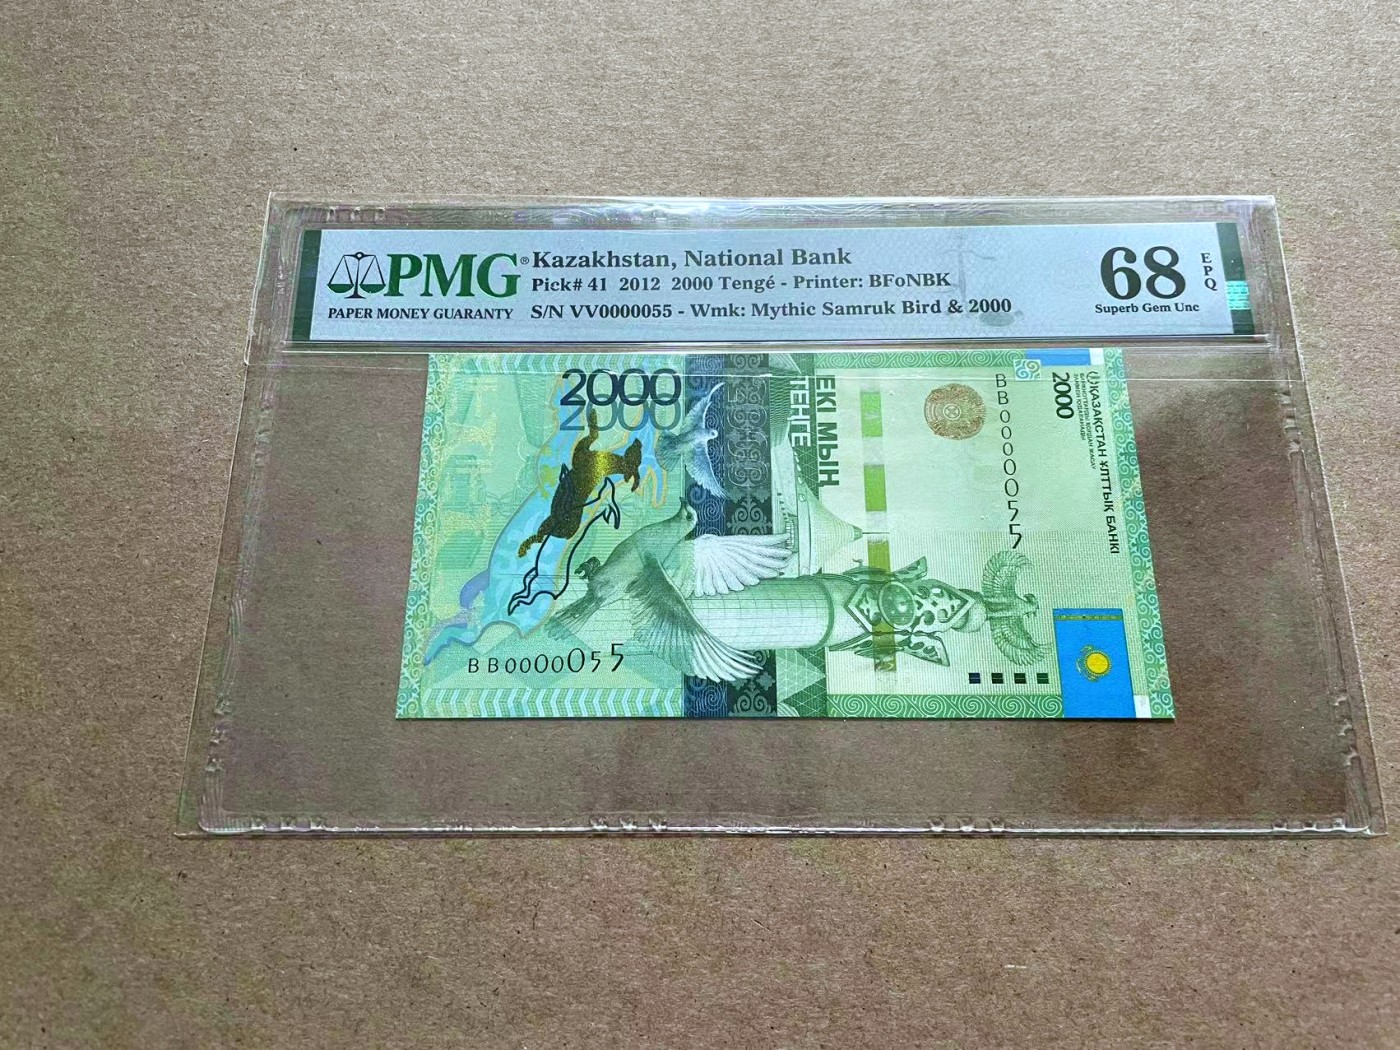 PMG®
PAPER MONEY GUARANTY
Kazakhstan, National Bank
Pick# 41 2012 2000 Tengé - Printer: BFoNBK
S/N VV0000055 - Wmk: Mythic Samruk Bird & 2000
68
Superb Gem Unc
EPQ
2000
2000
ЕКІ МЫҢ
ТЕҢГЕ
ВВ0000055
2000
ҚАЗАҚСТАН ҰЛТТЫҚ БАНКІ
ВВ0000055